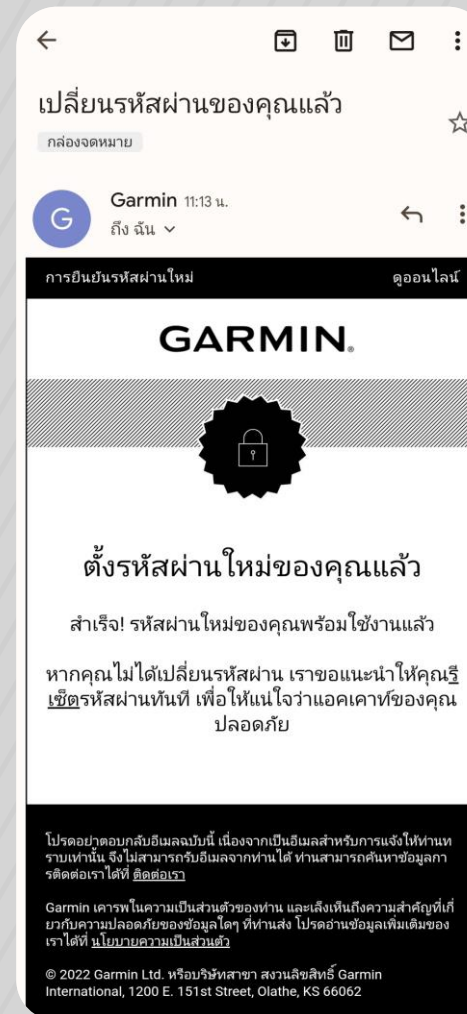 เปลี่ยนรหัสผ่านของคุณแล้ว
กล่องจดหมาย
G
Garmin 11:13 น.
ถึง ฉัน
การยืนยันรหัสผ่านใหม่ ดูออนไลน์
GARMIN®
ตั้งรหัสผ่านใหม่ของคุณแล้ว
สำเร็จ! รหัสผ่านใหม่ของคุณพร้อมใช้งานแล้ว
หากคุณไม่ได้เปลี่ยนรหัสผ่าน เราขอแนะนำให้คุณรี
เซ็ตรหัสผ่านทันที เพื่อให้แน่ใจว่าแอคเคาท์ของคุณ
ปลอดภัย
โปรดอย่าตอบกลับอีเมลฉบับนี้ เนื่องจากเป็นอีเมลสำหรับการแจ้งให้ท่านท
ราบเท่านั้น จึงไม่สามารถรับอีเมลจากท่านได้ ท่านสามารถค้นหาข้อมูลกา
รติดต่อเราได้ที่ ติดต่อเรา
Garmin เคารพในความเป็นส่วนตัวของท่าน และเล็งเห็นถึงความสำคัญที่เกี่
ยวกับความปลอดภัยของข้อมูลใดๆ ที่ท่านส่ง โปรดอ่านข้อมูลเพิ่มเติมของ
เราได้ที่ นโยบายความเป็นส่วนตัว
© 2022 Garmin Ltd. หรือบริษัทสาขา สงวนลิขสิทธิ์ Garmin
International, 1200 E. 151st Street, Olathe, KS 66062